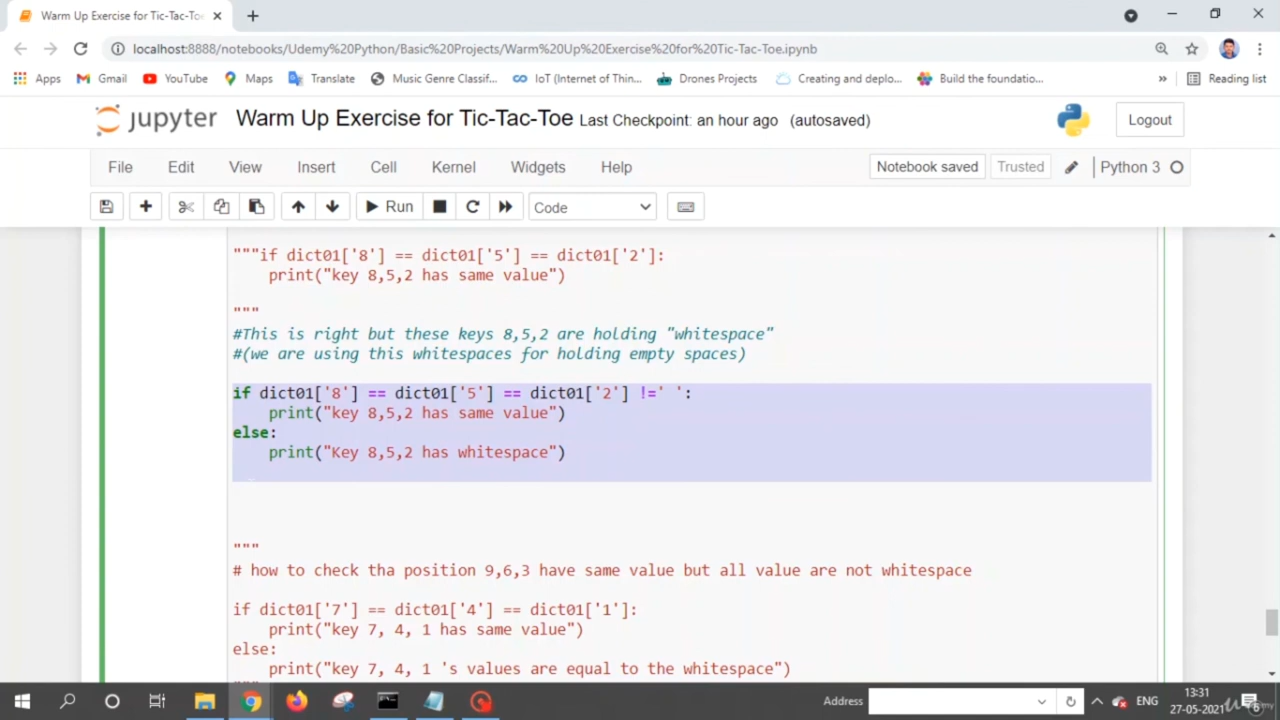 Warm Up Exercise for Tic-Tac-Toe
localhost:8888/notebooks/Udemy%20Python/Basic%20Projects/Warm%20Up%20Exercise%20for%20Tic-Tac-Toe.ipynb
Apps Gmail YouTube Maps Translate Music Genre Classif... IoT (Internet of Thin... Drones Projects Creating and deplo... Build the foundatio... » Reading list
jupyter Warm Up Exercise for Tic-Tac-Toe Last Checkpoint: an hour ago (autosaved) Logout
File Edit View Insert Cell Kernel Widgets Help Notebook saved Trusted Python 3
Run Code
"""if dict01['8'] == dict01['5'] == dict01['2']:
print("key 8,5,2 has same value")
"""
#This is right but these keys 8,5,2 are holding "whitespace"
#(we are using this whitespaces for holding empty spaces)
if dict01['8'] == dict01['5'] == dict01['2'] !=' ':
print("key 8,5,2 has same value")
else:
print("Key 8,5,2 has whitespace")
"""
# how to check tha position 9,6,3 have same value but all value are not whitespace
if dict01['7'] == dict01['4'] == dict01['1']:
print("key 7, 4, 1 has same value")
else:
print("key 7, 4, 1 's values are equal to the whitespace")
Address ENG 13:31
27-05-2021